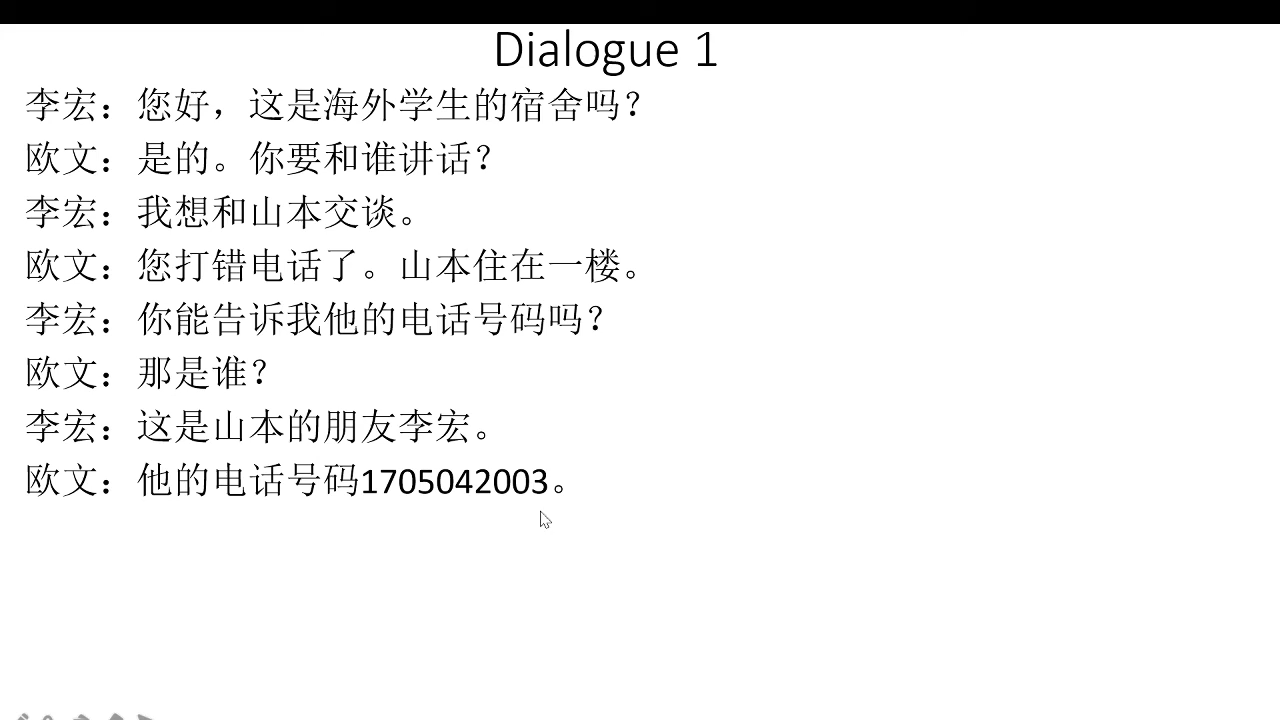 Dialogue 1
李宏：您好，这是海外学生的宿舍吗？
欧文：是的。你要和谁讲话？
李宏：我想和山本交谈。
欧文：您打错电话了。山本住在一楼。
李宏：你能告诉我他的电话号码吗？
欧文：那是谁？
李宏：这是山本的朋友李宏。
欧文：他的电话号码1705042003。